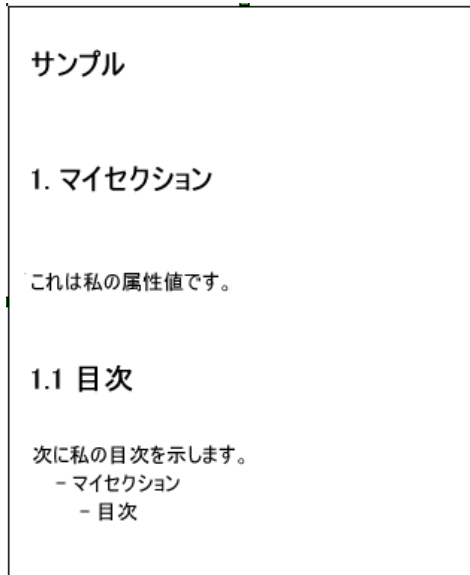 サンプル
1. マイセクション
これは私の属性値です。
1.1 目次
次に私の目次を示します。
- マイセクション
- 目次